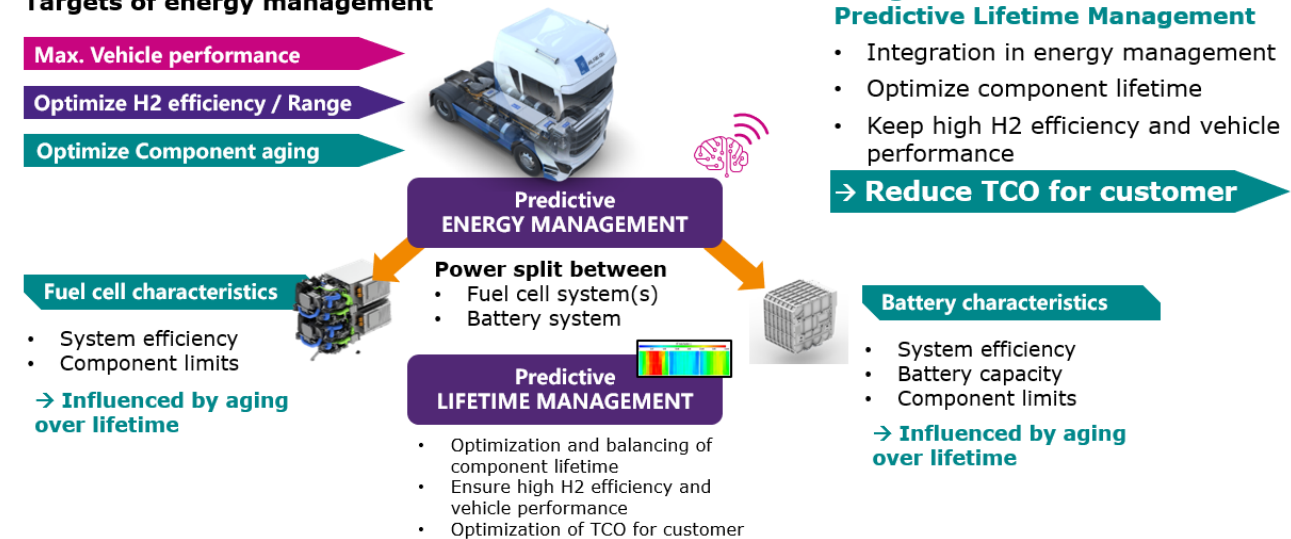 Targets of energy management
Max. Vehicle performance
Optimize H2 efficiency / Range
Optimize Component aging
Predictive
ENERGY MANAGEMENT
Predictive Lifetime Management
• Integration in energy management
• Optimize component lifetime
• Keep high H2 efficiency and vehicle
performance
→ Reduce TCO for customer
Fuel cell characteristics
• System efficiency
• Component limits
→ Influenced by aging
over lifetime
Power split between
• Fuel cell system(s)
• Battery system
Predictive
LIFETIME MANAGEMENT
• Optimization and balancing of
component lifetime
• Ensure high H2 efficiency and
vehicle performance
• Optimization of TCO for customer
Battery characteristics
• System efficiency
• Battery capacity
• Component limits
→ Influenced by aging
over lifetime